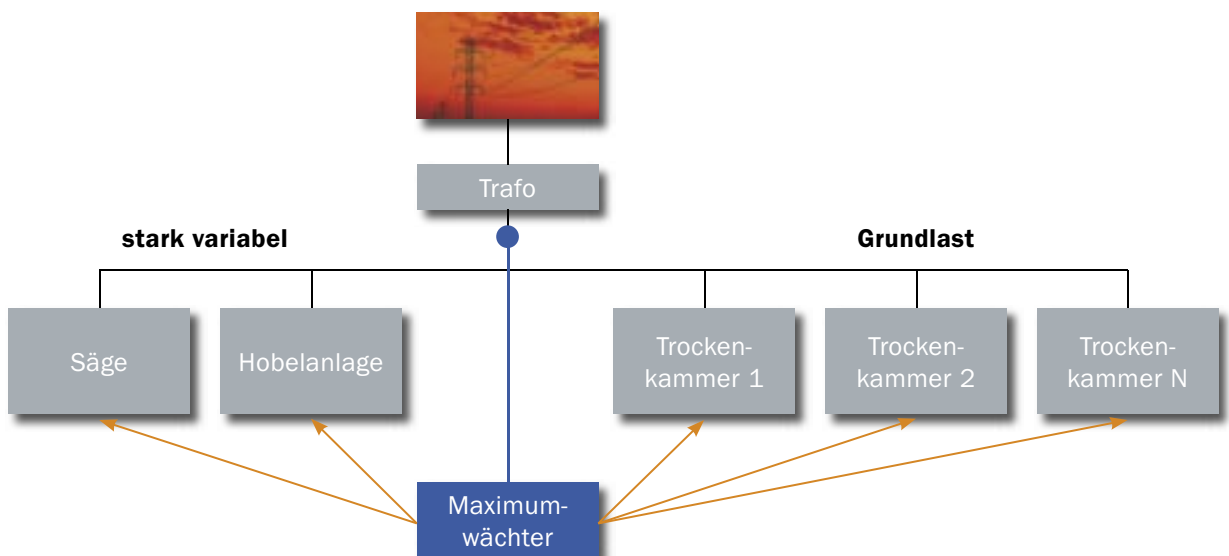 Trafo
stark variabel
Grundlast
Säge
Hobelanlage
Trocken-
kammer 1
Trocken-
kammer 2
Trocken-
kammer N
Maximum-
wächter